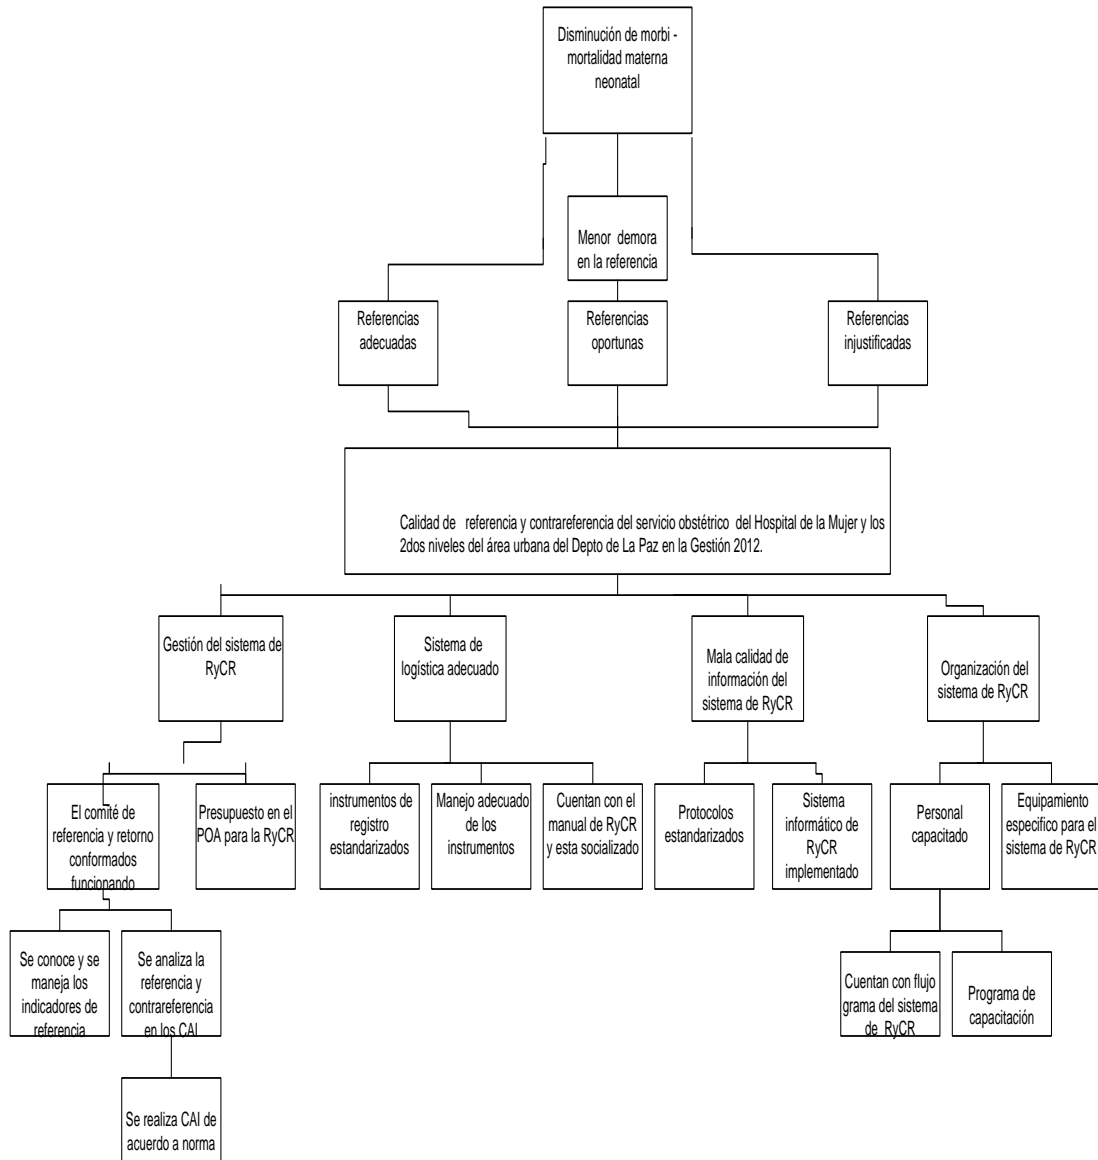 Disminución de morbi -
mortalidad materna
neonatal
Menor demora
en la referencia
Referencias
adecuadas
Referencias
oportunas
Referencias
injustificadas
Calidad de referencia y contrareferencia del servicio obstétrico del Hospital de la Mujer y los
2dos niveles del área urbana del Depto de La Paz en la Gestión 2012.
Gestión del sistema de
RyCR
Sistema de
logística adecuado
Mala calidad de
información del
sistema de RyCR
Organización del
sistema de RyCR
El comité de
referencia y retorno
conformados
funcionando
Presupuesto en el
POA para la RyCR
instrumentos de
registro
estandarizados
Manejo adecuado
de los
instrumentos
Cuentan con el
manual de RyCR
y esta socializado
Protocolos
estandarizados
Sistema
informático de
RyCR
implementado
Personal
capacitado
Equipamiento
especifico para el
sistema de RyCR
Se conoce y se
maneja los
indicadores de
referencia
Se analiza la
referencia y
contrareferencia
en los CAI
Cuentan con flujo
grama del sistema
de RyCR
Programa de
capacitación
Se realiza CAI de
acuerdo a norma